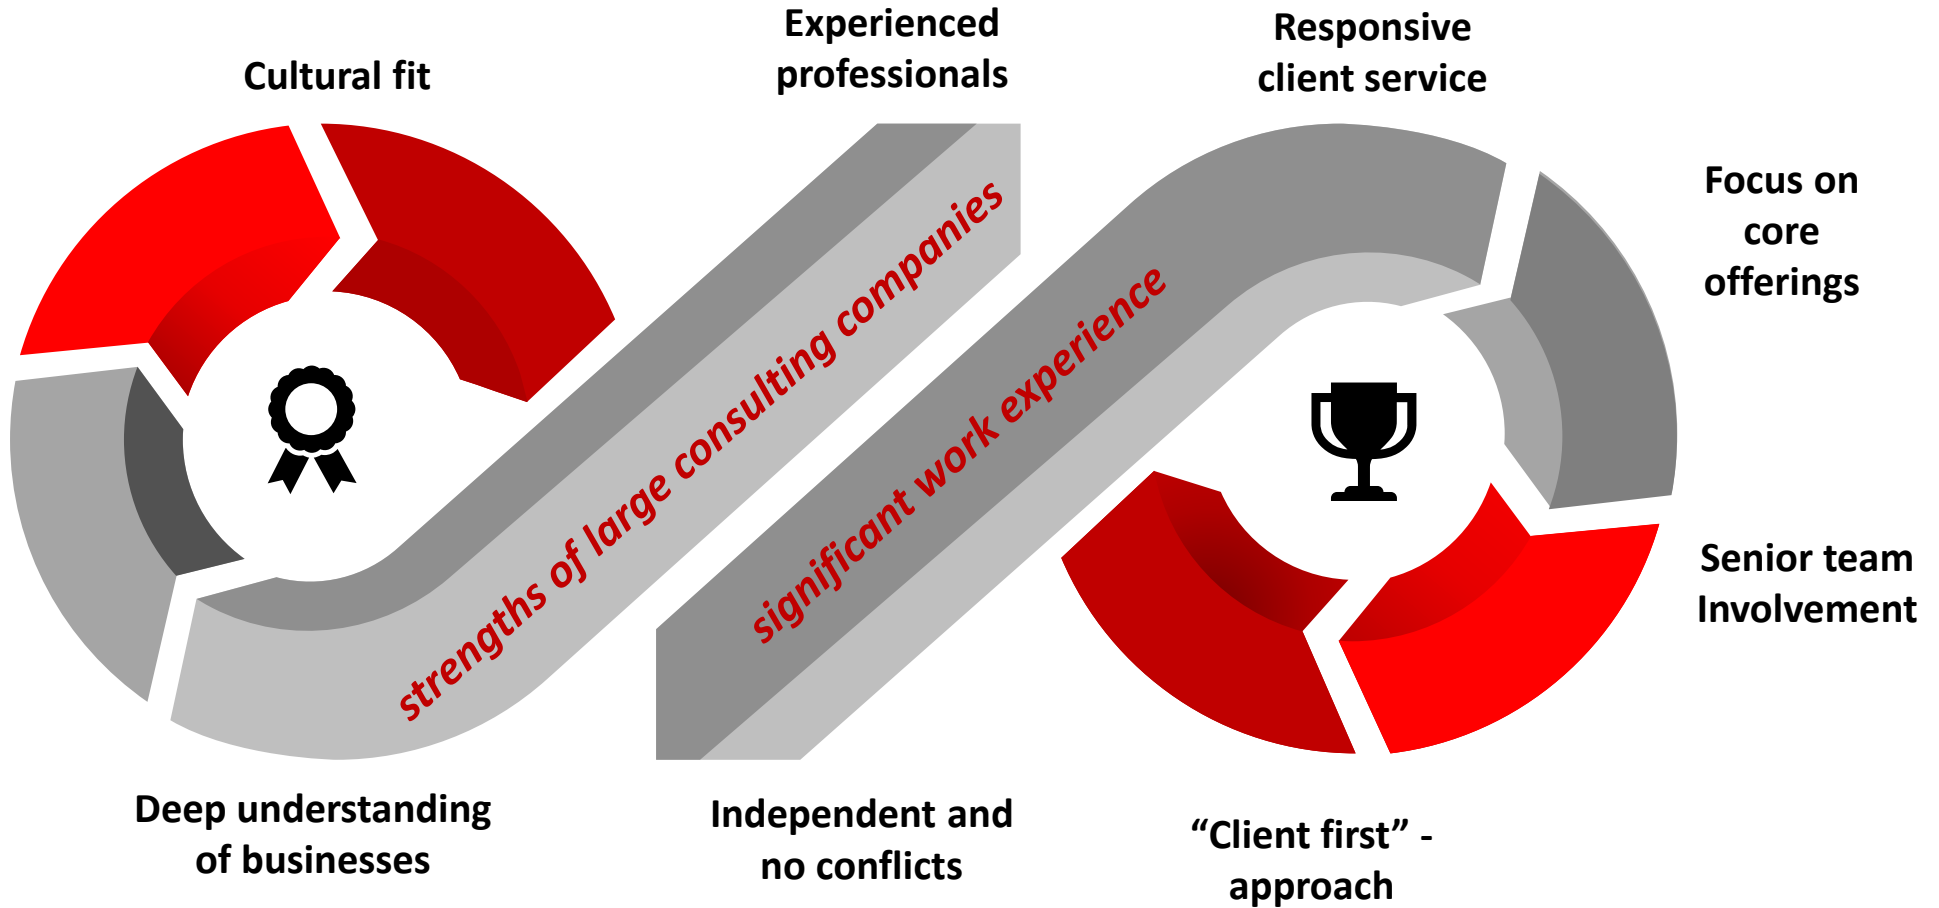 Cultural fit
Experienced
professionals
Responsive
client service
Focus on
core
offerings
strengths of large consulting companies
significant work experience
Senior team
Involvement
Deep understanding
of businesses
Independent and
no conflicts
“Client first” -
approach